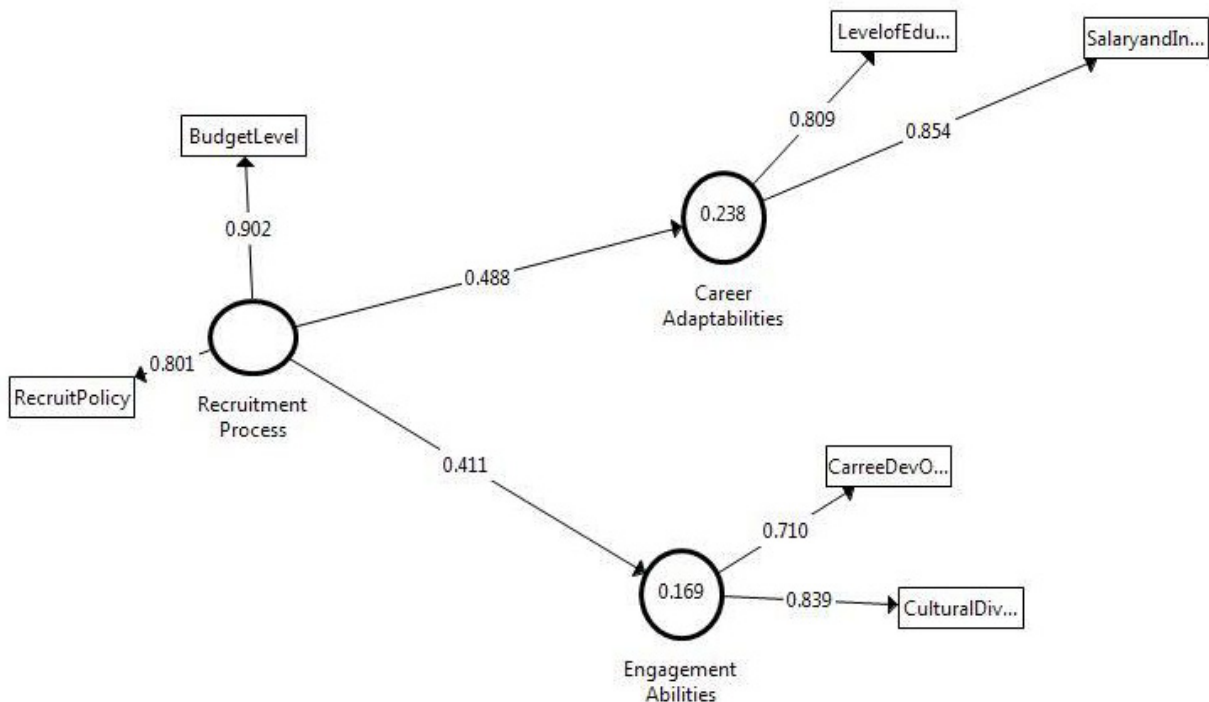 LevelofEdu...
SalaryandIn...
BudgetLevel
0.809
0.854
0.902
0.238
0.488
Career
Adaptabilities
0.801
RecruitPolicy
Recruitment
Process
0.411
CarreeDevO...
0.710
0.169
0.839
CulturalDiv...
Engagement
Abilities